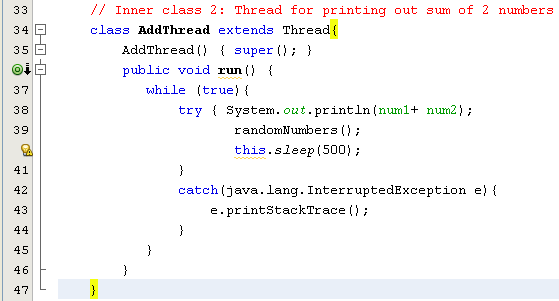 33 // Inner class 2: Thread for printing out sum of 2 numbers
34 class AddThread extends Thread{
35 AddThread() { super(); }
public void run() {
37 while (true){
38 try { System.out.println(num1+ num2);
39 randomNumbers();
this.sleep(500);
41 }
42 catch(java.lang.InterruptedException e){
43 e.printStackTrace();
44 }
45 }
46 }
47 }